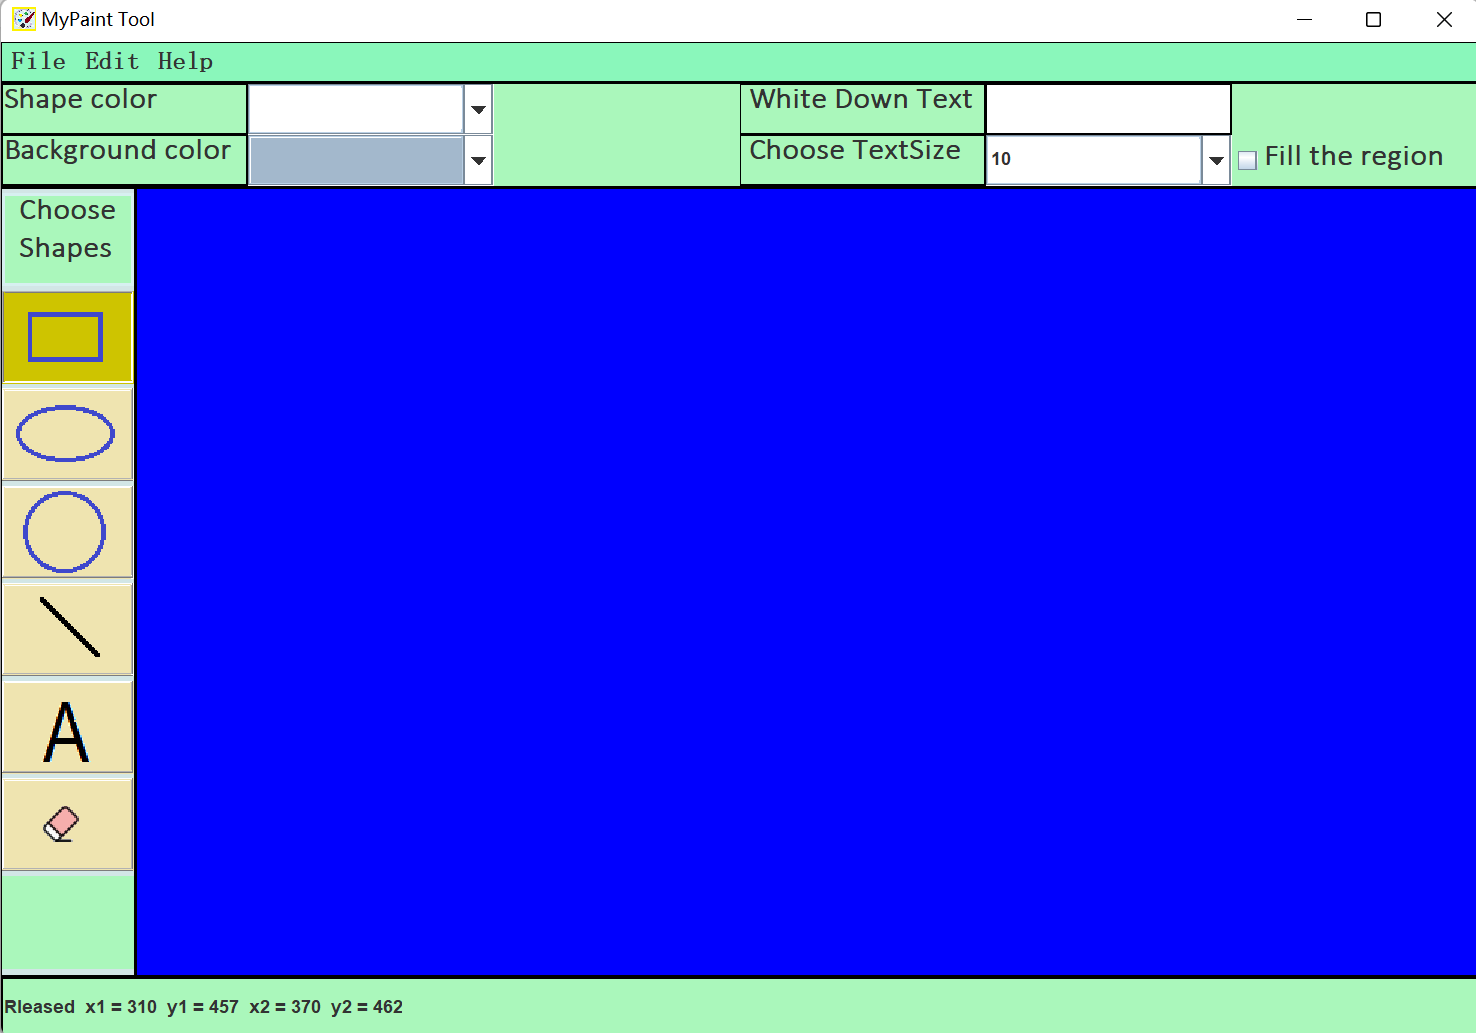 MyPaint Tool
File Edit Help
Shape color
White Down Text
Background color
Choose TextSize
10
Fill the region
Choose
Shapes
A
Rleased x1 = 310 y1 = 457 x2 = 370 y2 = 462